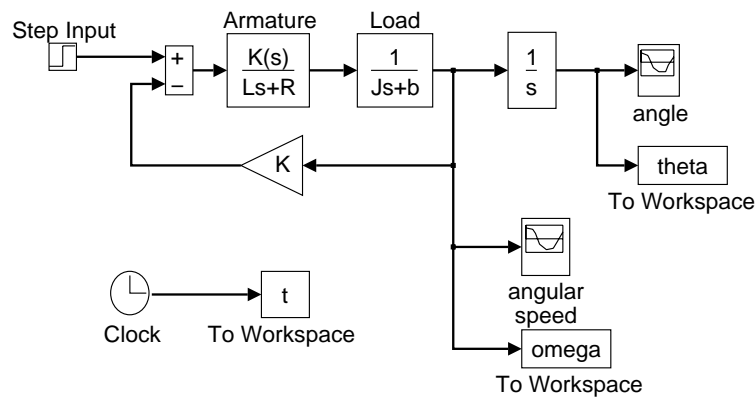 Step Input
Armature
Load
+
−
K(s)
Ls+R
1
Js+b
1
s
angle
K
theta
To Workspace
angular
speed
Clock
t
To Workspace
omega
To Workspace